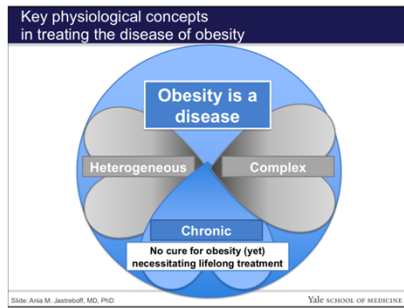 Key physiological concepts
in treating the disease of obesity
Obesity is a
disease
Heterogeneous
Complex
Chronic
No cure for obesity (yet)
necessitating lifelong treatment
Slide: Ania M. Jastreboff, MD, PhD
Yale SCHOOL OF MEDICINE